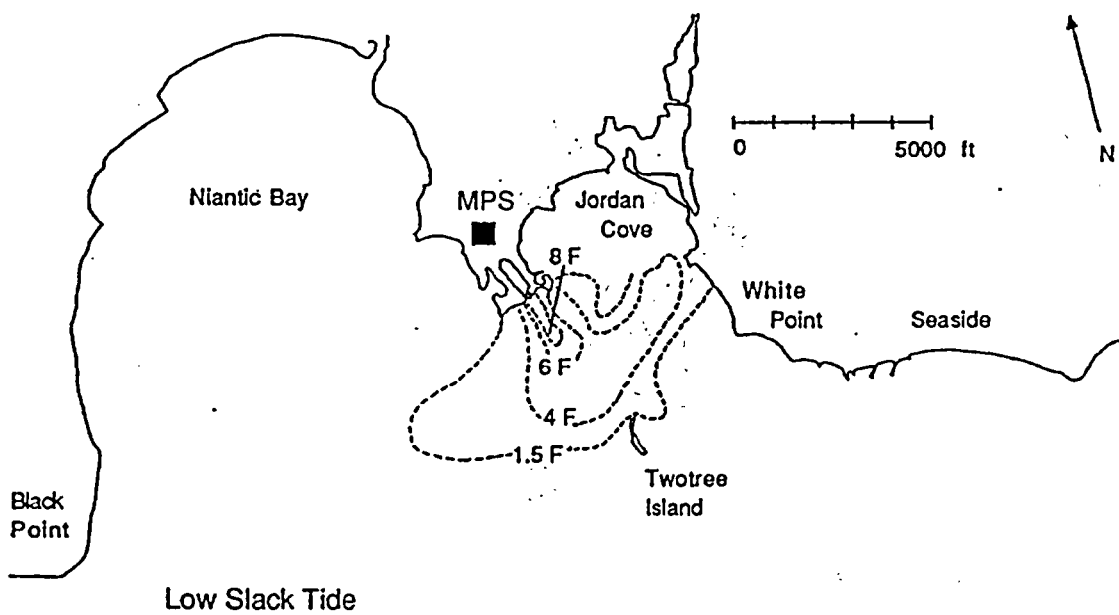 Niantic Bay
MPS
Jordan
Cove
0 5000 ft
N
8 F
White
Point
Seaside
6 F
4 F
1.5 F
Twotree
Island
Black
Point
Low Slack Tide